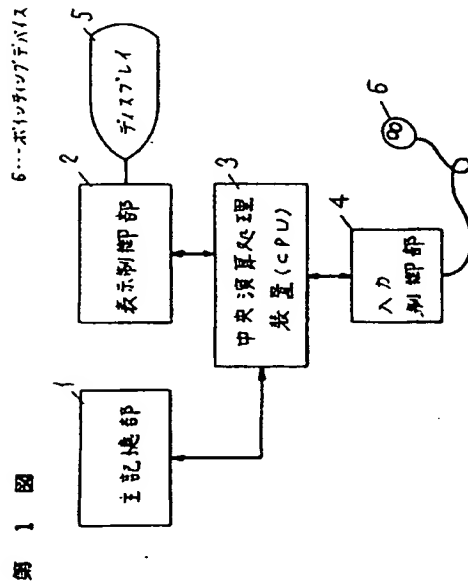 第 1 図
6…ポインティングデバイス
1
主記憶部
2
表示制御部
5
ディスプレイ
3
中央演算処理
装置(CPU)
4
入力
制御部
6